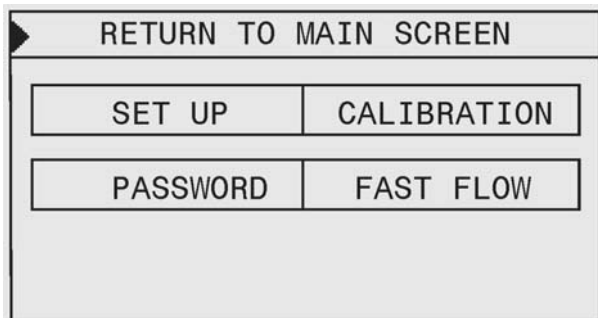 RETURN TO MAIN SCREEN
SET UP CALIBRATION
PASSWORD FAST FLOW